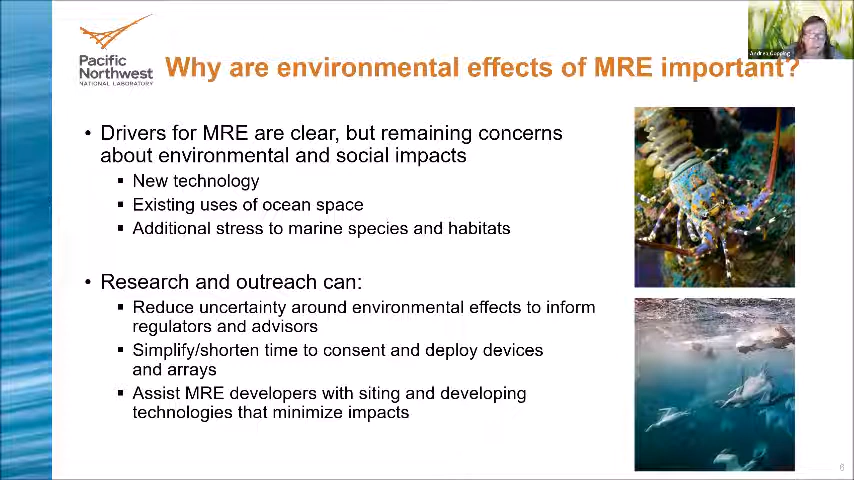 Pacific
Northwest
NATIONAL LABORATORY
Why are environmental effects of MRE important?
Andrea Copping
• Drivers for MRE are clear, but remaining concerns
about environmental and social impacts
▪ New technology
▪ Existing uses of ocean space
▪ Additional stress to marine species and habitats
• Research and outreach can:
▪ Reduce uncertainty around environmental effects to inform
regulators and advisors
▪ Simplify/shorten time to consent and deploy devices
and arrays
▪ Assist MRE developers with siting and developing
technologies that minimize impacts
6